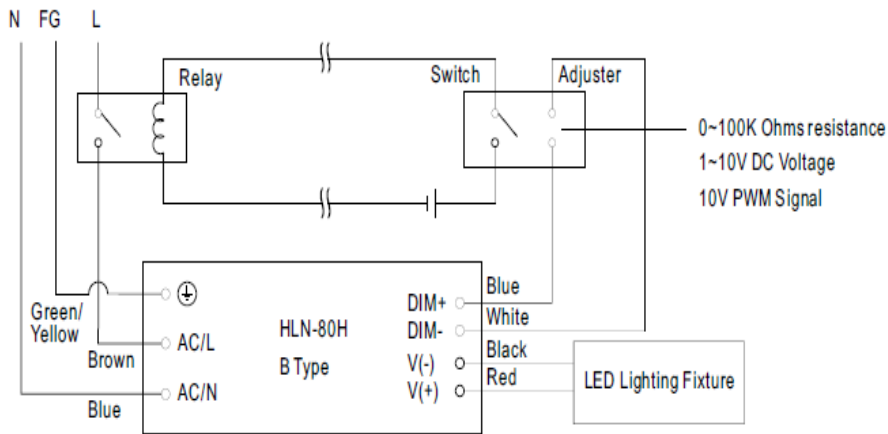 N FG L
Relay
Switch
Adjuster
0~100K Ohms resistance
1~10V DC Voltage
10V PWM Signal
Green/
Yellow
Brown
Blue
AC/L
AC/N
HLN-80H
B Type
DIM+
DIM-
V(-)
V(+)
Blue
White
Black
Red
LED Lighting Fixture